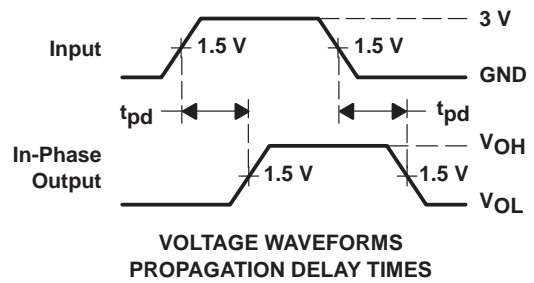 3 V
Input
1.5 V
1.5 V
GND
tpd
tpd
In-Phase
Output
VOH
1.5 V
1.5 V
VOL
VOLTAGE WAVEFORMS
PROPAGATION DELAY TIMES